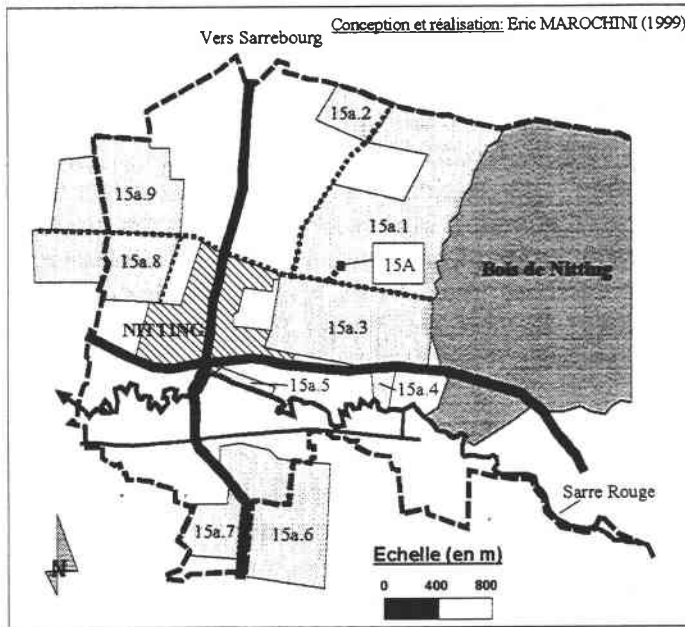 Conception et réalisation: Eric MAROCHINI (1999)
Vers Sarrebourg
15a.2
15a.9
15a.1
15a.8
15A
Bois de Nitting
NITTING
15a.3
15a.5
15a.4
Sarre Rouge
15a.7
15a.6
N
Echelle (en m)
0 400 800